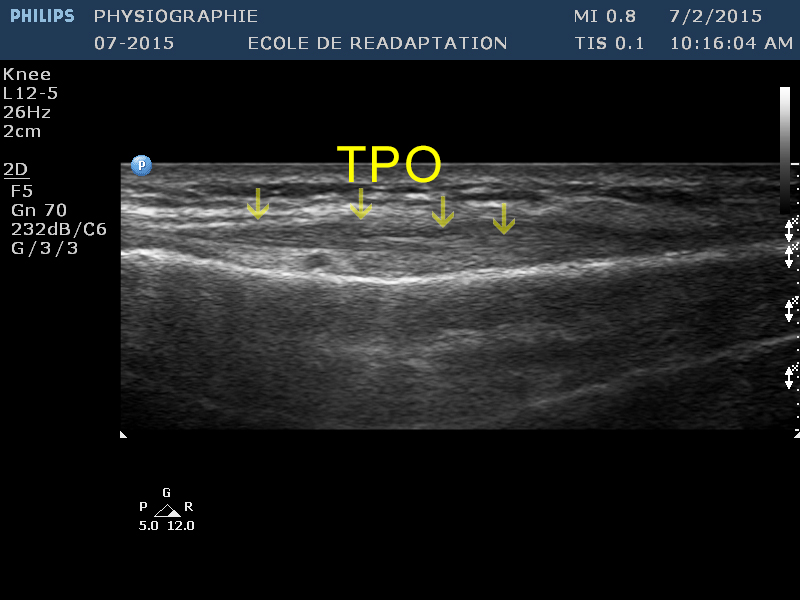 PHILIPS PHYSIOGRAPHIE MI 0.8 7/2/2015
07-2015 ECOLE DE READAPTATION TIS 0.1 10:16:04 AM
Knee
L12-5
26Hz
2cm
2D
F5
Gn 70
232dB/C6
G/3/3
P
TPO
G
P R
5.0 12.0